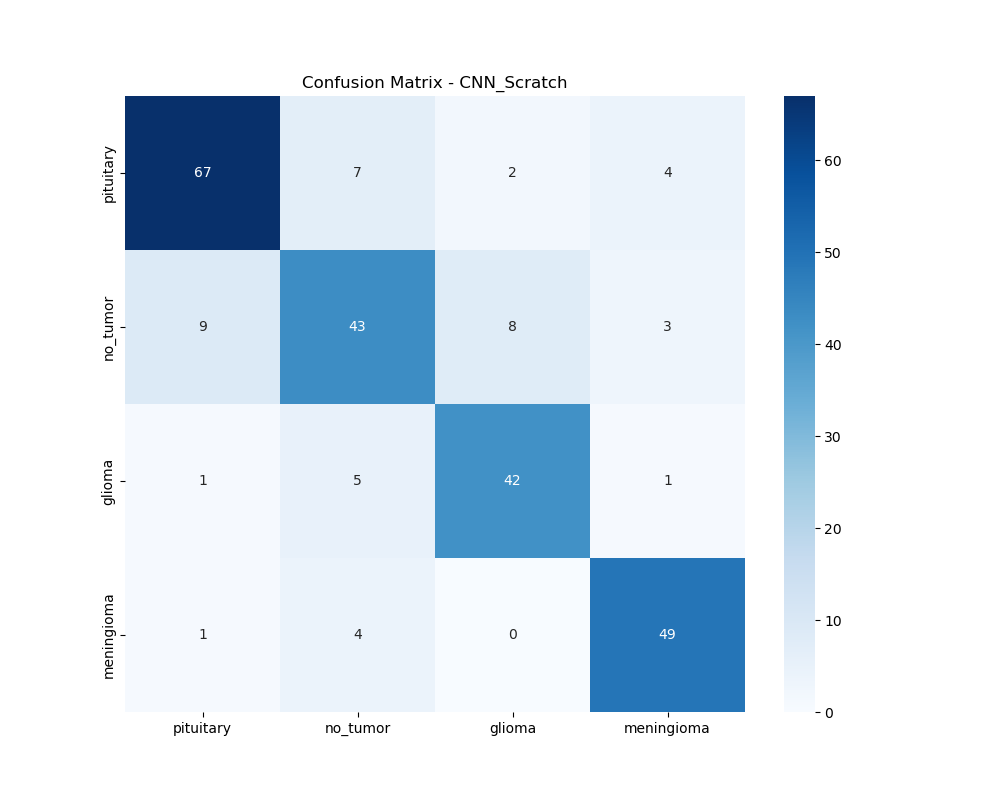 Confusion Matrix - CNN_Scratch
pituitary 67 7 2 4
no_tumor 9 43 8 3
glioma 1 5 42 1
meningioma 1 4 0 49
pituitary no_tumor glioma meningioma
60
50
40
30
20
10
0